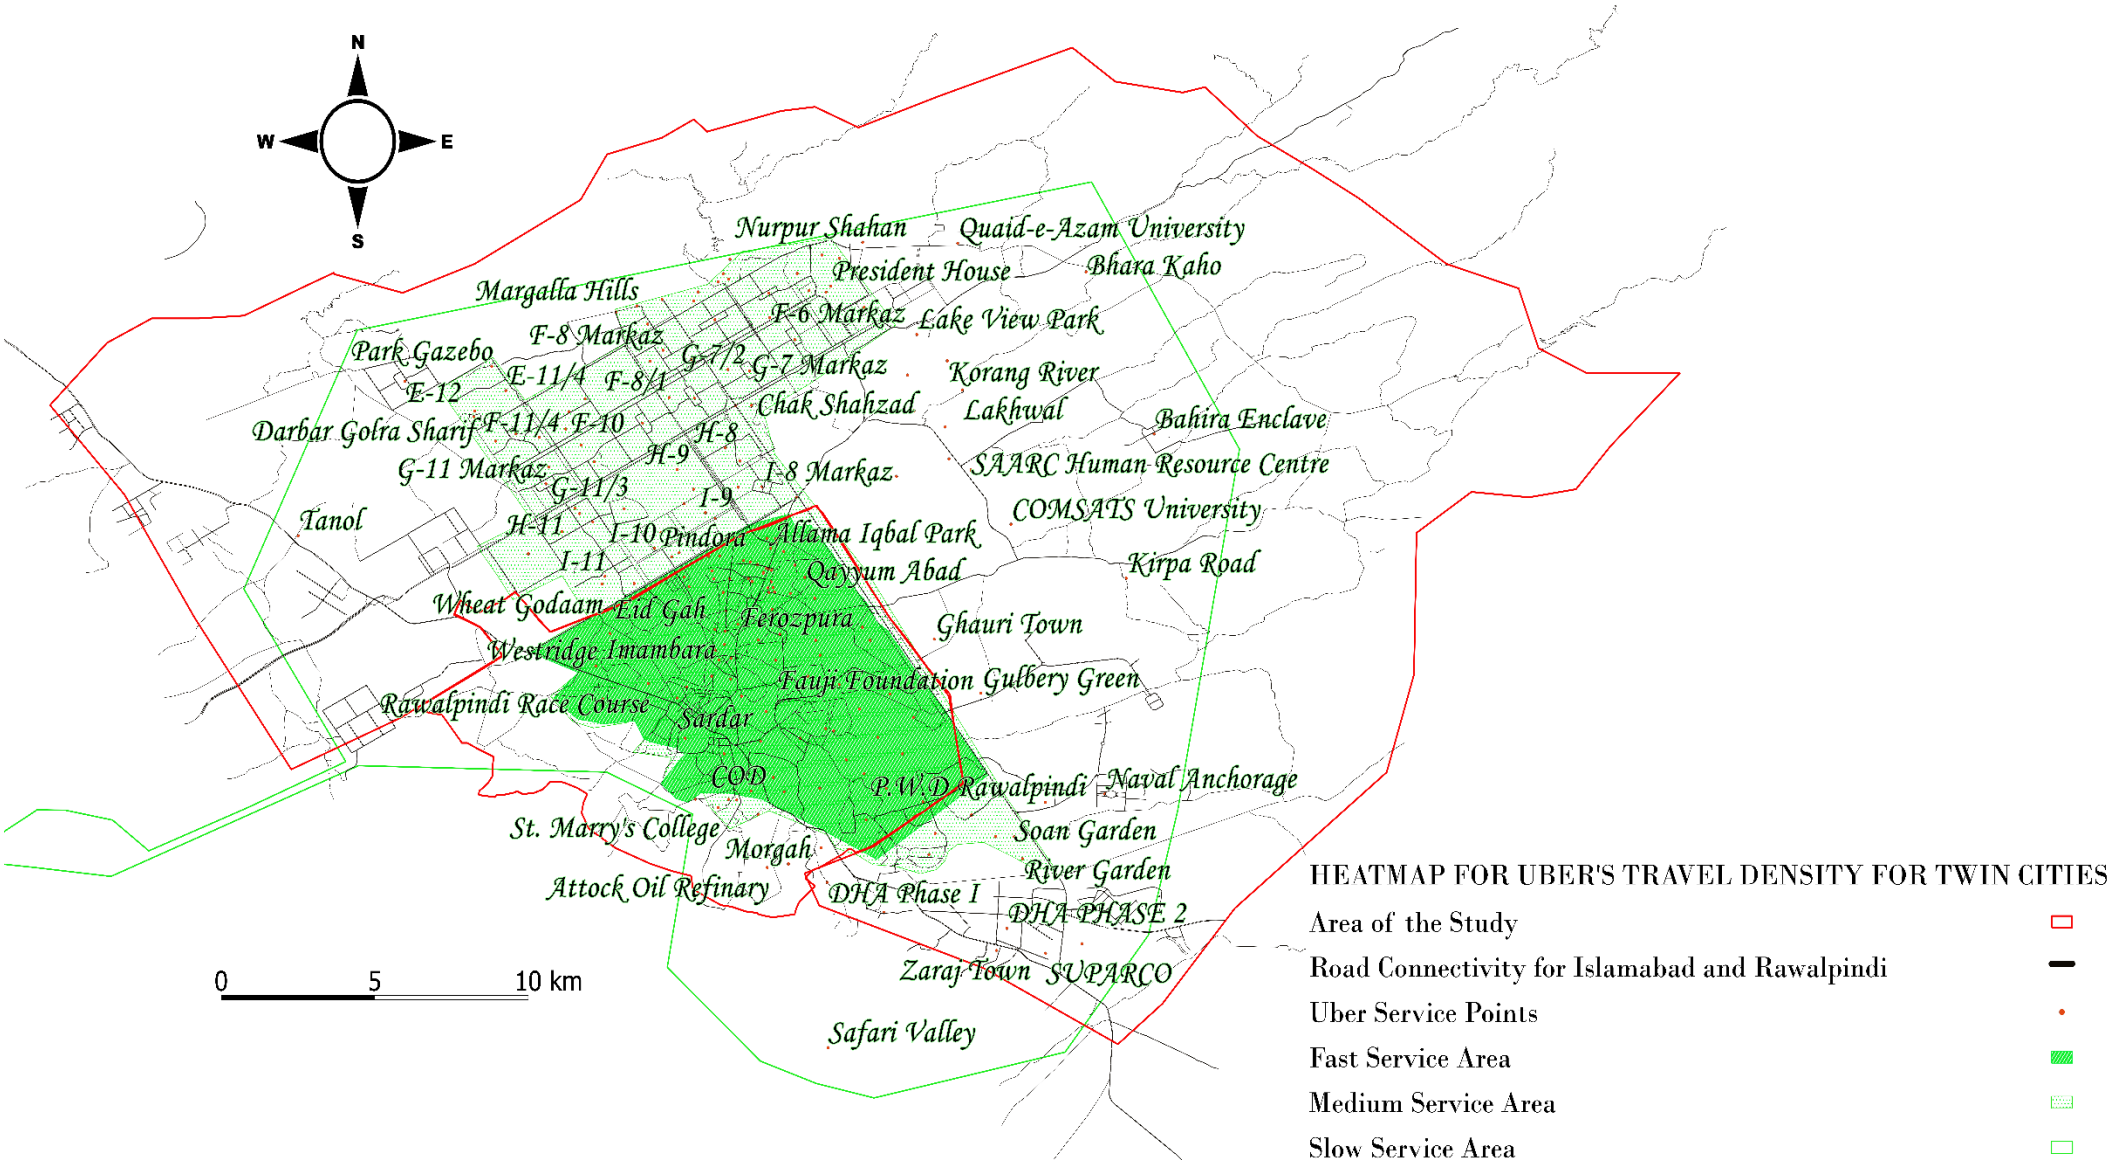 N
W E
S
Nurpur Shahan
Quaid-e-Azam University
President House
Bhara Kaho
Margalla Hills
F-6 Markaz
Lake View Park
F-8 Markaz
Park Gazebo
G-7/2
G-7 Markaz
E-11/4
F-8/1
Korang River
E-12
Chak Shahzad
Lakhwal
Bahira Enclave
Darbar Golra Sharif
F-11/4
F-10
H-8
H-9
G-11 Markaz
I-8 Markaz
SAARC Human Resource Centre
G-11/3
I-9
COMSATS University
Tanol
H-11
I-10
Pindora
Allama Iqbal Park
I-11
Qayyum Abad
Kirpa Road
Wheat Godaam
Eid Gah
Ferozpura
Ghauri Town
Westridge
Imambara
Fauji Foundation
Gulbery Green
Rawalpindi Race Course
Sardar
COD
P.W.D Rawalpindi
Naval Anchorage
St. Marry's College
Soan Garden
Morgah
River Garden
Attock Oil Refinary
DHA Phase I
DHA PHASE 2
Zaraj Town
SUPARCO
Safari Valley
0 5 10 km
HEATMAP FOR UBER'S TRAVEL DENSITY FOR TWIN CITIES
Area of the Study
Road Connectivity for Islamabad and Rawalpindi
Uber Service Points
Fast Service Area
Medium Service Area
Slow Service Area